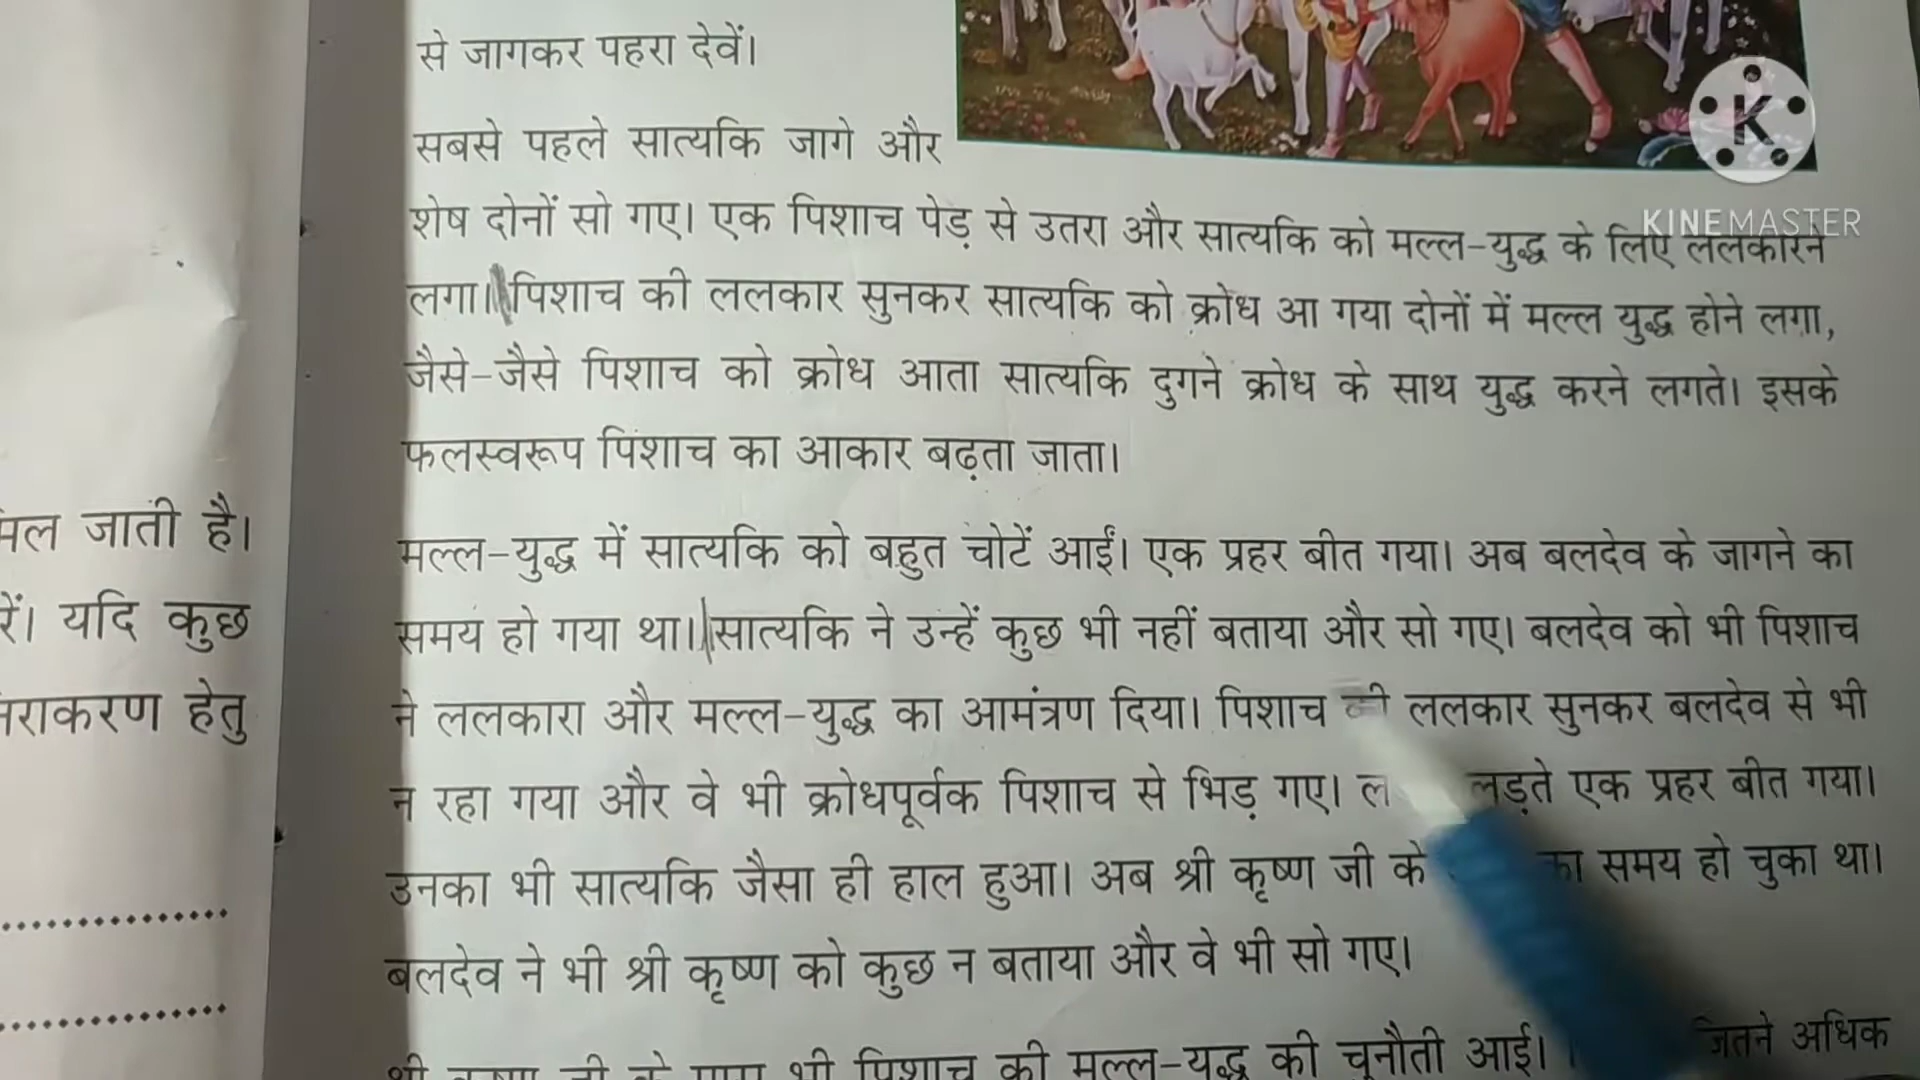 से जागकर पहरा देवें।
K
सबसे पहले सात्यकि जागे और
KINEMASTER
शेष दोनों सो गए। एक पिशाच पेड़ से उतरा और सात्यकि को मल्ल-युद्ध के लिए ललकारने
लगा। पिशाच की ललकार सुनकर सात्यकि को क्रोध आ गया दोनों में मल्ल युद्ध होने लगा,
जैसे-जैसे पिशाच को क्रोध आता सात्यकि दुगने क्रोध के साथ युद्ध करने लगते। इसके
फलस्वरूप पिशाच का आकार बढ़ता जाता।
मल्ल-युद्ध में सात्यकि को बहुत चोटें आईं। एक प्रहर बीत गया। अब बलदेव के जागने का
समय हो गया था। सात्यकि ने उन्हें कुछ भी नहीं बताया और सो गए। बलदेव को भी पिशाच
ने ललकारा और मल्ल-युद्ध का आमंत्रण दिया। पिशाच की ललकार सुनकर बलदेव से भी
न रहा गया और वे भी क्रोधपूर्वक पिशाच से भिड़ गए। लड़ते एक प्रहर बीत गया।
उनका भी सात्यकि जैसा ही हाल हुआ। अब श्री कृष्ण जी के का समय हो चुका था।
बलदेव ने भी श्री कृष्ण को कुछ न बताया और वे भी सो गए।
पिशाच की मल्ल-युद्ध की चुनौती आई। जितने अधिक
जाती है।
यदि कुछ
हेतु